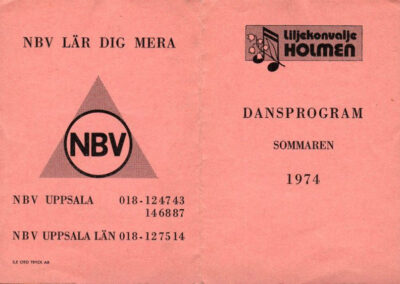 NBV LÄR DIG MERA
NBV
NBV UPPSALA 018-124743
146887
NBV UPPSALA LÄN 018-127514
Liljekonvalje
HOLMEN
DANSPROGRAM
SOMMAREN
1974